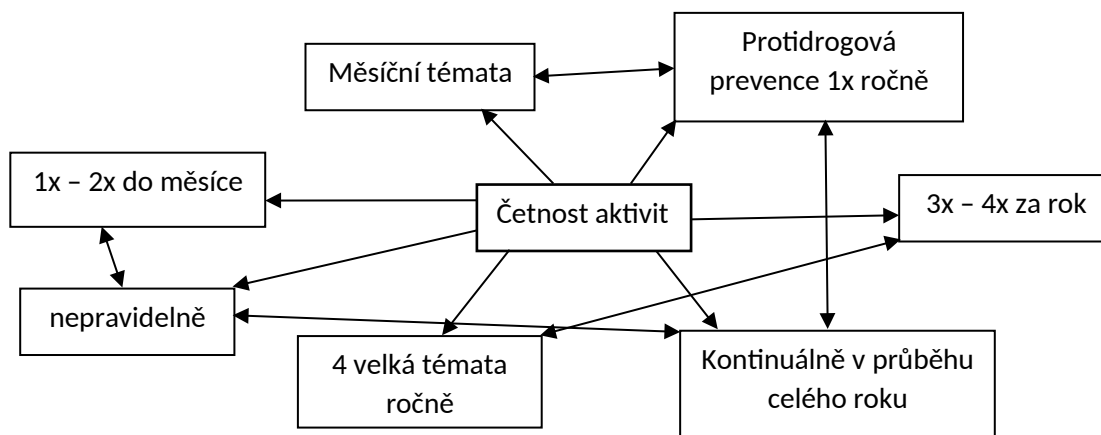 Protidrogová
prevence 1x ročně
Měsíční témata
1x – 2x do měsíce
Četnost aktivit
3x – 4x za rok
nepravidelně
4 velká témata
ročně
Kontinuálně v průběhu
celého roku